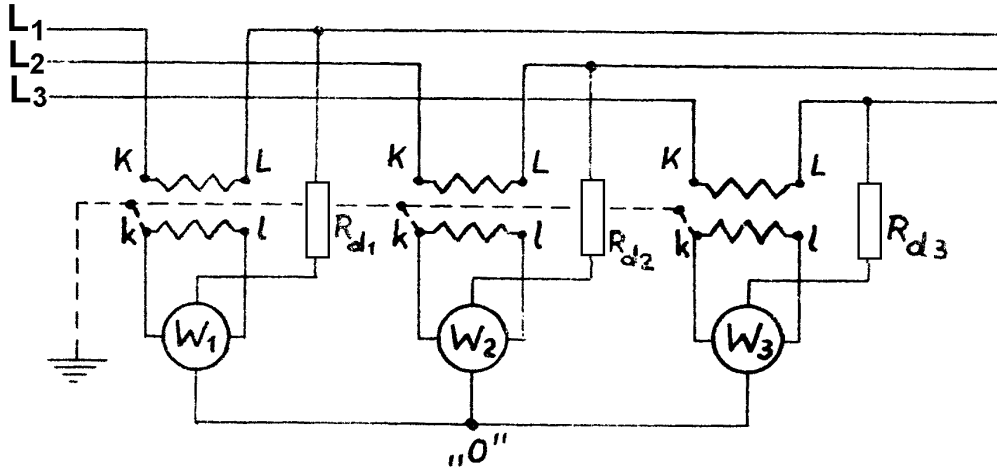 L1
L2
L3
K L K L K L
k l Rd1 k l Rd2 k l Rd3
W1 W2 W3
„0"